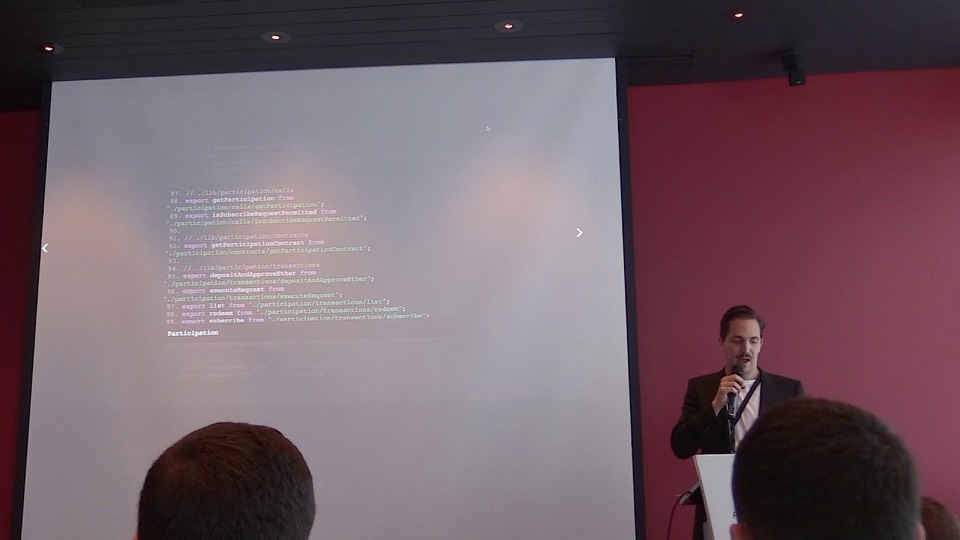 87. // ./lib/participation/calls
88. export getParticipation from
"./participation/calls/getParticipation";
89. export isSubscribeRequestPermitted from
"./participation/calls/isSubscribeRequestPermitted";
90.
91. // ./lib/participation/contracts
92. export getParticipationContract from
"./participation/contracts/getParticipationContract";
93.
94. // ./lib/participation/transactions
95. export depositAndApproveEther from
"./participation/transactions/depositAndApproveEther";
96. export executeRequest from
"./participation/transactions/executeRequest";
97. export list from "./participation/transactions/list";
98. export redeem from "./participation/transactions/redeem";
99. export subscribe from "./participation/transactions/subscribe";
Participation